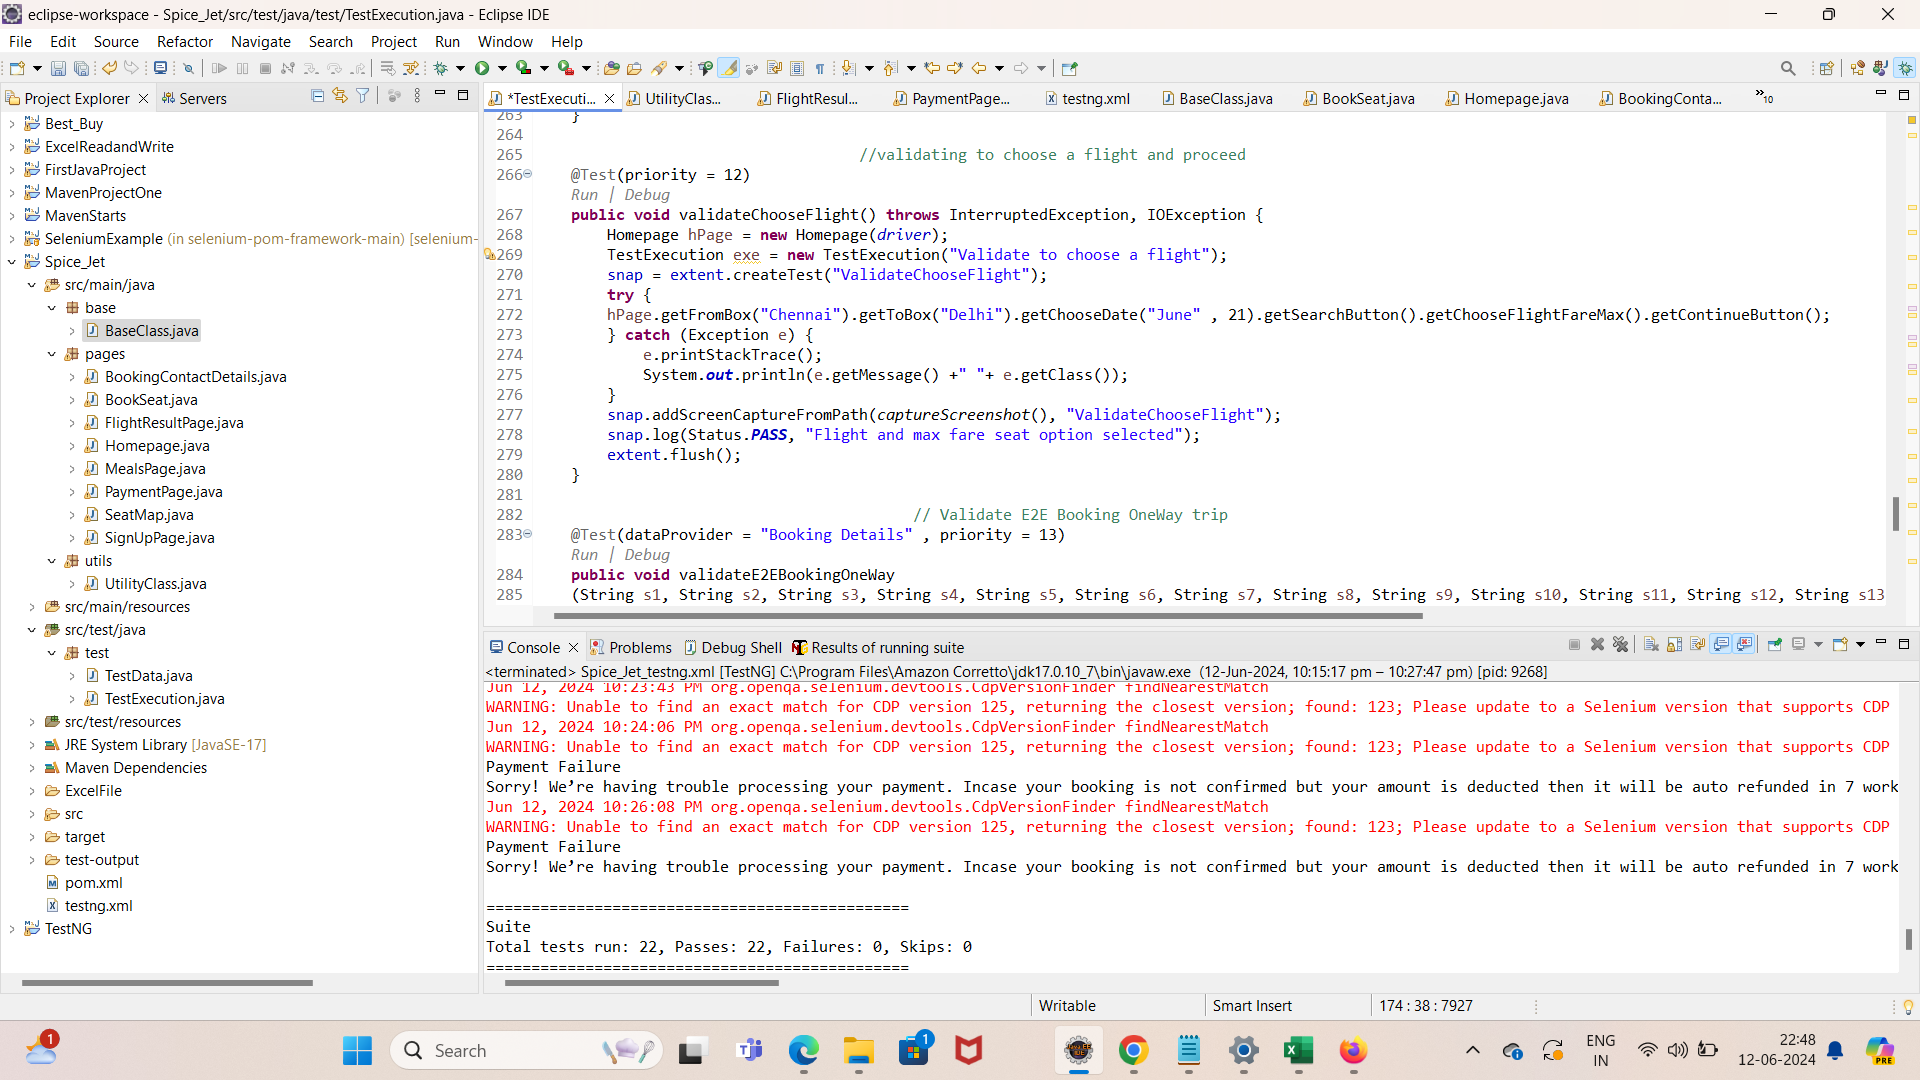 eclipse-workspace - Spice_Jet/src/test/java/test/TestExecution.java - Eclipse IDE
File Edit Source Refactor Navigate Search Project Run Window Help
Project Explorer Servers
*TestExecuti... UtilityClas... FlightResul... PaymentPage... testng.xml BaseClass.java BookSeat.java Homepage.java BookingConta... »10
Best_Buy
ExcelReadandWrite
FirstJavaProject
MavenProjectOne
MavenStarts
SeleniumExample (in selenium-pom-framework-main) [selenium-
Spice_Jet
src/main/java
base
BaseClass.java
pages
BookingContactDetails.java
BookSeat.java
FlightResultPage.java
Homepage.java
MealsPage.java
PaymentPage.java
SeatMap.java
SignUpPage.java
utils
UtilityClass.java
src/main/resources
src/test/java
test
TestData.java
TestExecution.java
src/test/resources
JRE System Library [JavaSE-17]
Maven Dependencies
ExcelFile
src
target
test-output
pom.xml
testng.xml
TestNG
263 }
264
265 //validating to choose a flight and proceed
266 @Test(priority = 12)
Run | Debug
267 public void validateChooseFlight() throws InterruptedException, IOException {
268 Homepage hPage = new Homepage(driver);
269 TestExecution exe = new TestExecution("Validate to choose a flight");
270 snap = extent.createTest("ValidateChooseFlight");
271 try {
272 hPage.getFromBox("Chennai").getToBox("Delhi").getChooseDate("June" , 21).getSearchButton().getChooseFlightFareMax().getContinueButton();
273 } catch (Exception e) {
274 e.printStackTrace();
275 System.out.println(e.getMessage() +" "+ e.getClass());
276 }
277 snap.addScreenCaptureFromPath(captureScreenshot(), "ValidateChooseFlight");
278 snap.log(Status.PASS, "Flight and max fare seat option selected");
279 extent.flush();
280 }
281
282 // Validate E2E Booking OneWay trip
283 @Test(dataProvider = "Booking Details" , priority = 13)
Run | Debug
284 public void validateE2EBookingOneWay
285 (String s1, String s2, String s3, String s4, String s5, String s6, String s7, String s8, String s9, String s10, String s11, String s12, String s13
Console Problems Debug Shell Results of running suite
<terminated> Spice_Jet_testng.xml [TestNG] C:\Program Files\Amazon Corretto\jdk17.0.10_7\bin\javaw.exe (12-Jun-2024, 10:15:17 pm – 10:27:47 pm) [pid: 9268]
Jun 12, 2024 10:23:43 PM org.openqa.selenium.devtools.CdpVersionFinder findNearestMatch
WARNING: Unable to find an exact match for CDP version 125, returning the closest version; found: 123; Please update to a Selenium version that supports CDP
Jun 12, 2024 10:24:06 PM org.openqa.selenium.devtools.CdpVersionFinder findNearestMatch
WARNING: Unable to find an exact match for CDP version 125, returning the closest version; found: 123; Please update to a Selenium version that supports CDP
Payment Failure
Sorry! We’re having trouble processing your payment. Incase your booking is not confirmed but your amount is deducted then it will be auto refunded in 7 work
Jun 12, 2024 10:26:08 PM org.openqa.selenium.devtools.CdpVersionFinder findNearestMatch
WARNING: Unable to find an exact match for CDP version 125, returning the closest version; found: 123; Please update to a Selenium version that supports CDP
Payment Failure
Sorry! We’re having trouble processing your payment. Incase your booking is not confirmed but your amount is deducted then it will be auto refunded in 7 work
===============================================
Suite
Total tests run: 22, Passes: 22, Failures: 0, Skips: 0
===============================================
Writable Smart Insert 174 : 38 : 7927
1 Search 1 ENG IN 22:48 12-06-2024 PRE